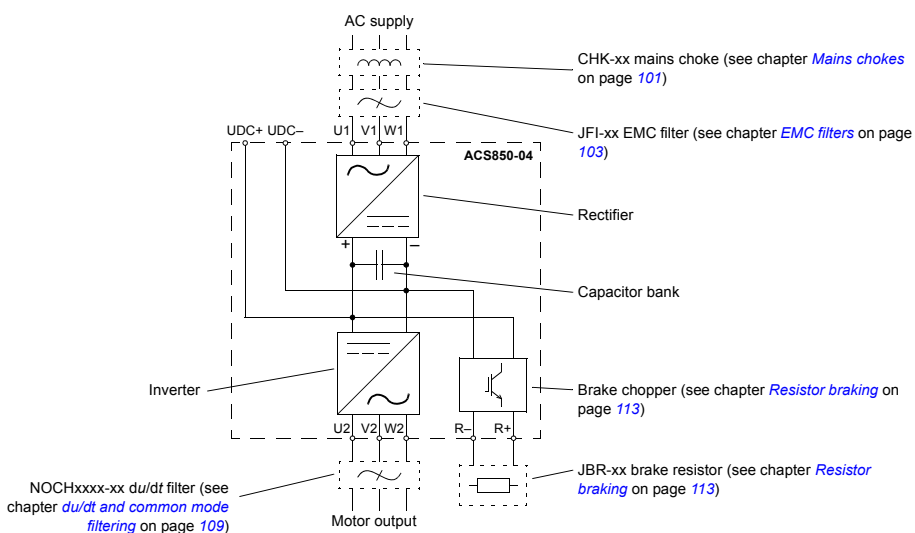 AC supply
CHK-xx mains choke (see chapter Mains chokes
on page 101)
UDC+ UDC– U1 V1 W1
JFI-xx EMC filter (see chapter EMC filters on page
103)
ACS850-04
Rectifier
+ –
Capacitor bank
Inverter
Brake chopper (see chapter Resistor braking on
page 113)
U2 V2 W2 R– R+
NOCHxxxx-xx du/dt filter (see
chapter du/dt and common mode
filtering on page 109)
JBR-xx brake resistor (see chapter Resistor
braking on page 113)
Motor output